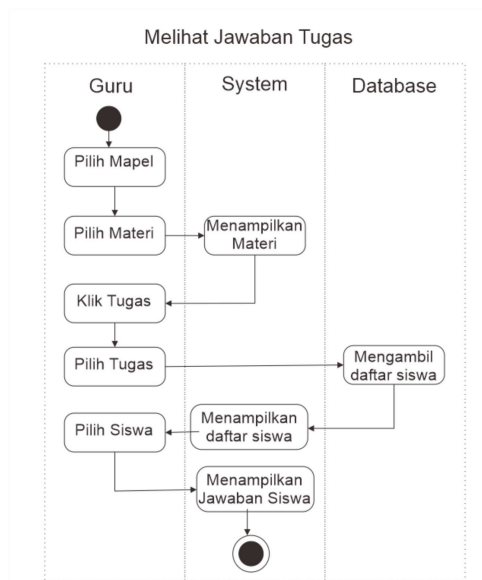 Melihat Jawaban Tugas
Guru
System
Database
Pilih Mapel
Pilih Materi
Menampilkan
Materi
Klik Tugas
Pilih Tugas
Mengambil
daftar siswa
Menampilkan
daftar siswa
Pilih Siswa
Menampilkan
Jawaban Siswa